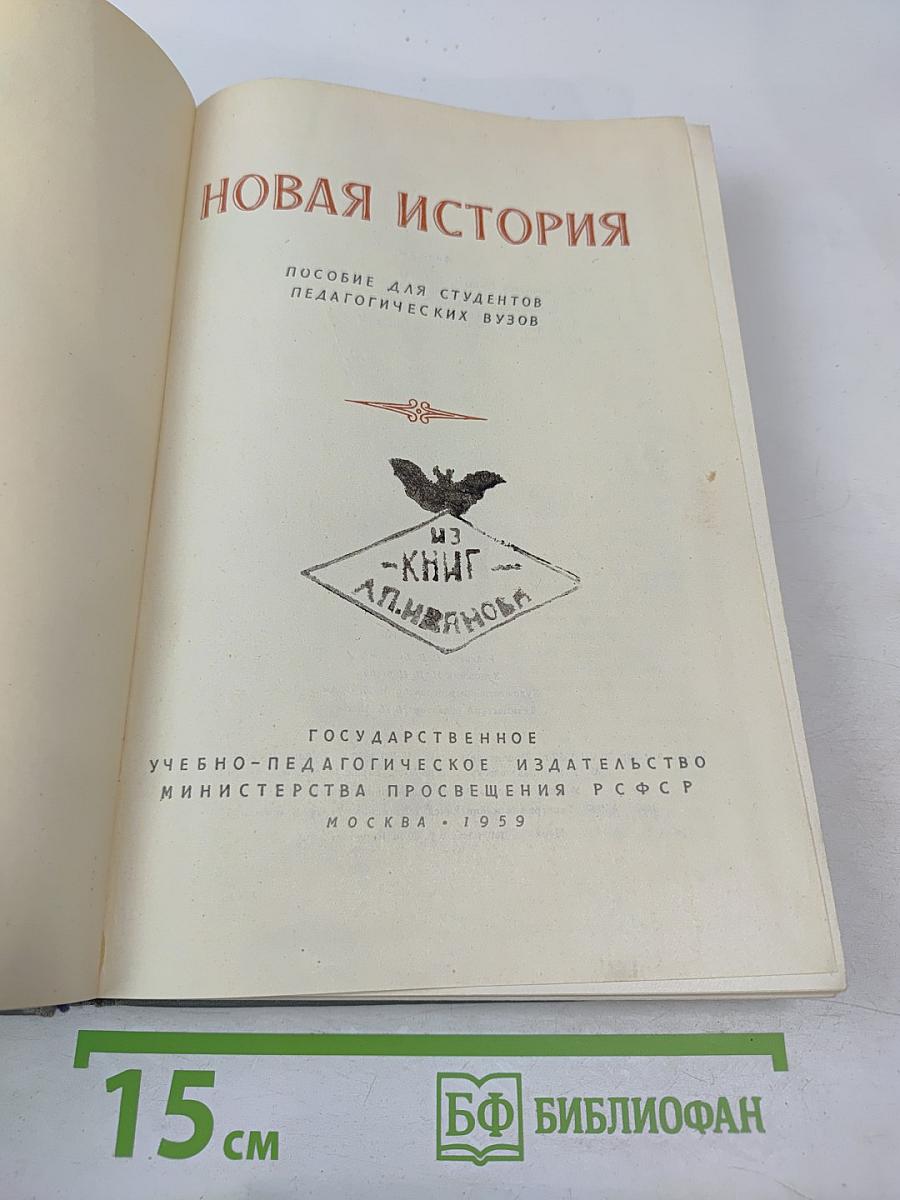 НОВАЯ ИСТОРИЯ
ПОСОБИЕ ДЛЯ СТУДЕНТОВ
ПЕДАГОГИЧЕСКИХ ВУЗОВ
ИЗ
-КНИГ-
А.П.ИВАНОВА
ГОСУДАРСТВЕННОЕ
УЧЕБНО-ПЕДАГОГИЧЕСКОЕ ИЗДАТЕЛЬСТВО
МИНИСТЕРСТВА ПРОСВЕЩЕНИЯ РСФСР
МОСКВА • 1959
15 см
БФ БИБЛИОФАН